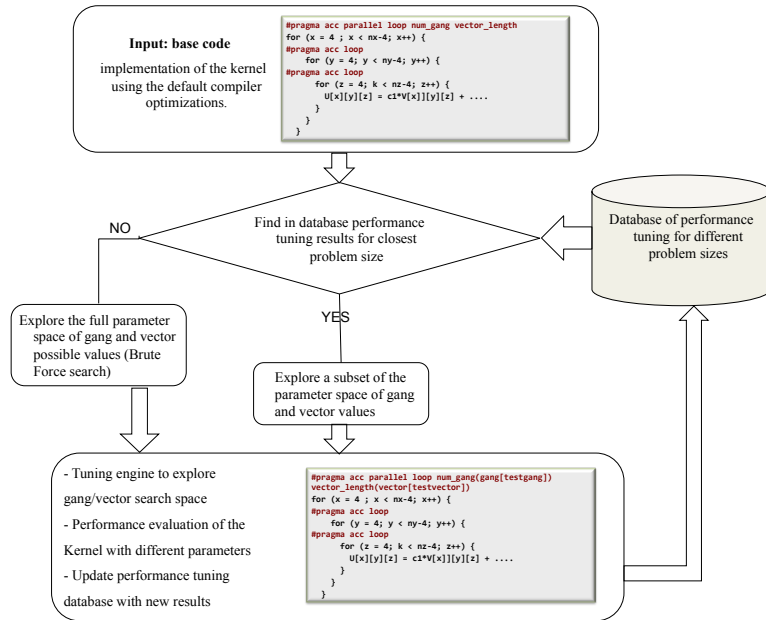 Input: base code
implementation of the kernel
using the default compiler
optimizations.
#pragma acc parallel loop num_gang vector_length
for (x = 4 ; x < nx-4; x++) {
#pragma acc loop
for (y = 4; y < ny-4; y++) {
#pragma acc loop
for (z = 4; k < nz-4; z++) {
U[x][y][z] = c1*V[x]][y][z] + ....
}
}
}
Find in database performance
tuning results for closest
problem size
Database of performance
tuning for different
problem sizes
NO
YES
Explore the full parameter
space of gang and vector
possible values (Brute
Force search)
Explore a subset of the
parameter space of gang
and vector values
- Tuning engine to explore
gang/vector search space
- Performance evaluation of the
Kernel with different parameters
- Update performance tuning
database with new results
#pragma acc parallel loop num_gang(gang[testgang])
vector_length(vector[testvector])
for (x = 4 ; x < nx-4; x++) {
#pragma acc loop
for (y = 4; y < ny-4; y++) {
#pragma acc loop
for (z = 4; k < nz-4; z++) {
U[x][y][z] = c1*V[x]][y][z] + ....
}
}
}